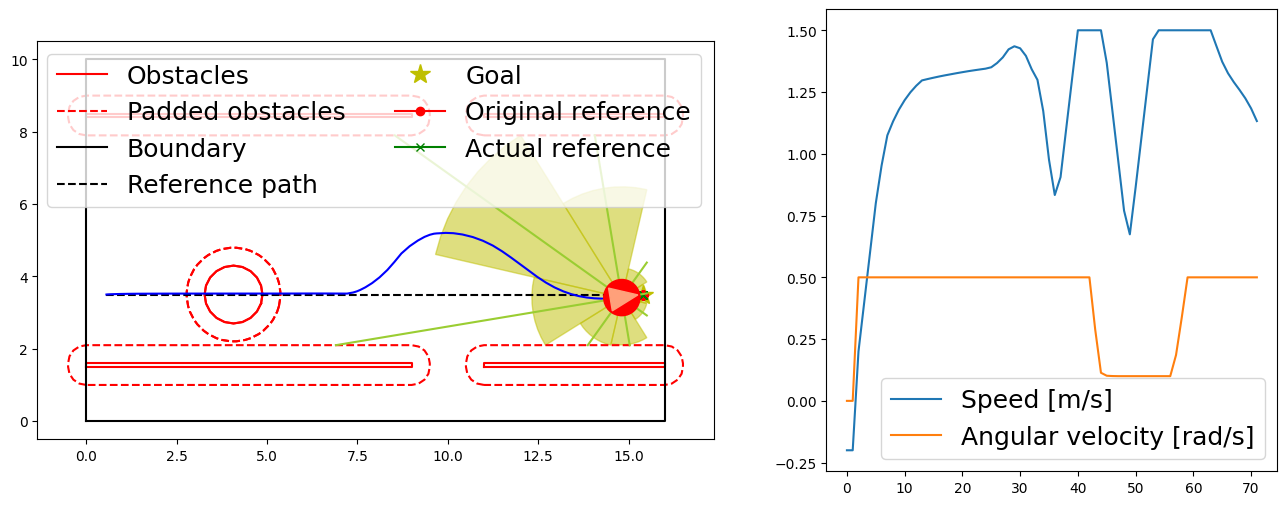 Obstacles
Padded obstacles
Boundary
Reference path
Goal
Original reference
Actual reference
10
8
6
4
2
0
0.0 2.5 5.0 7.5 10.0 12.5 15.0
1.50
1.25
1.00
0.75
0.50
0.25
0.00
−0.25
Speed [m/s]
Angular velocity [rad/s]
0 10 20 30 40 50 60 70